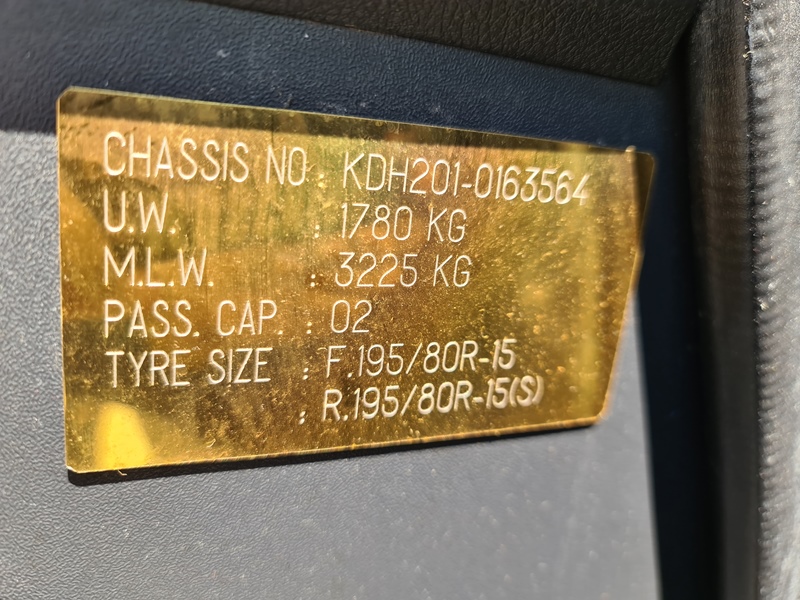 CHASSIS NO : KDH201-0163564
U.W. : 1780 KG
M.L.W. : 3225 KG
PASS. CAP. : 02
TYRE SIZE : F.195/80R-15
: R.195/80R-15(S)